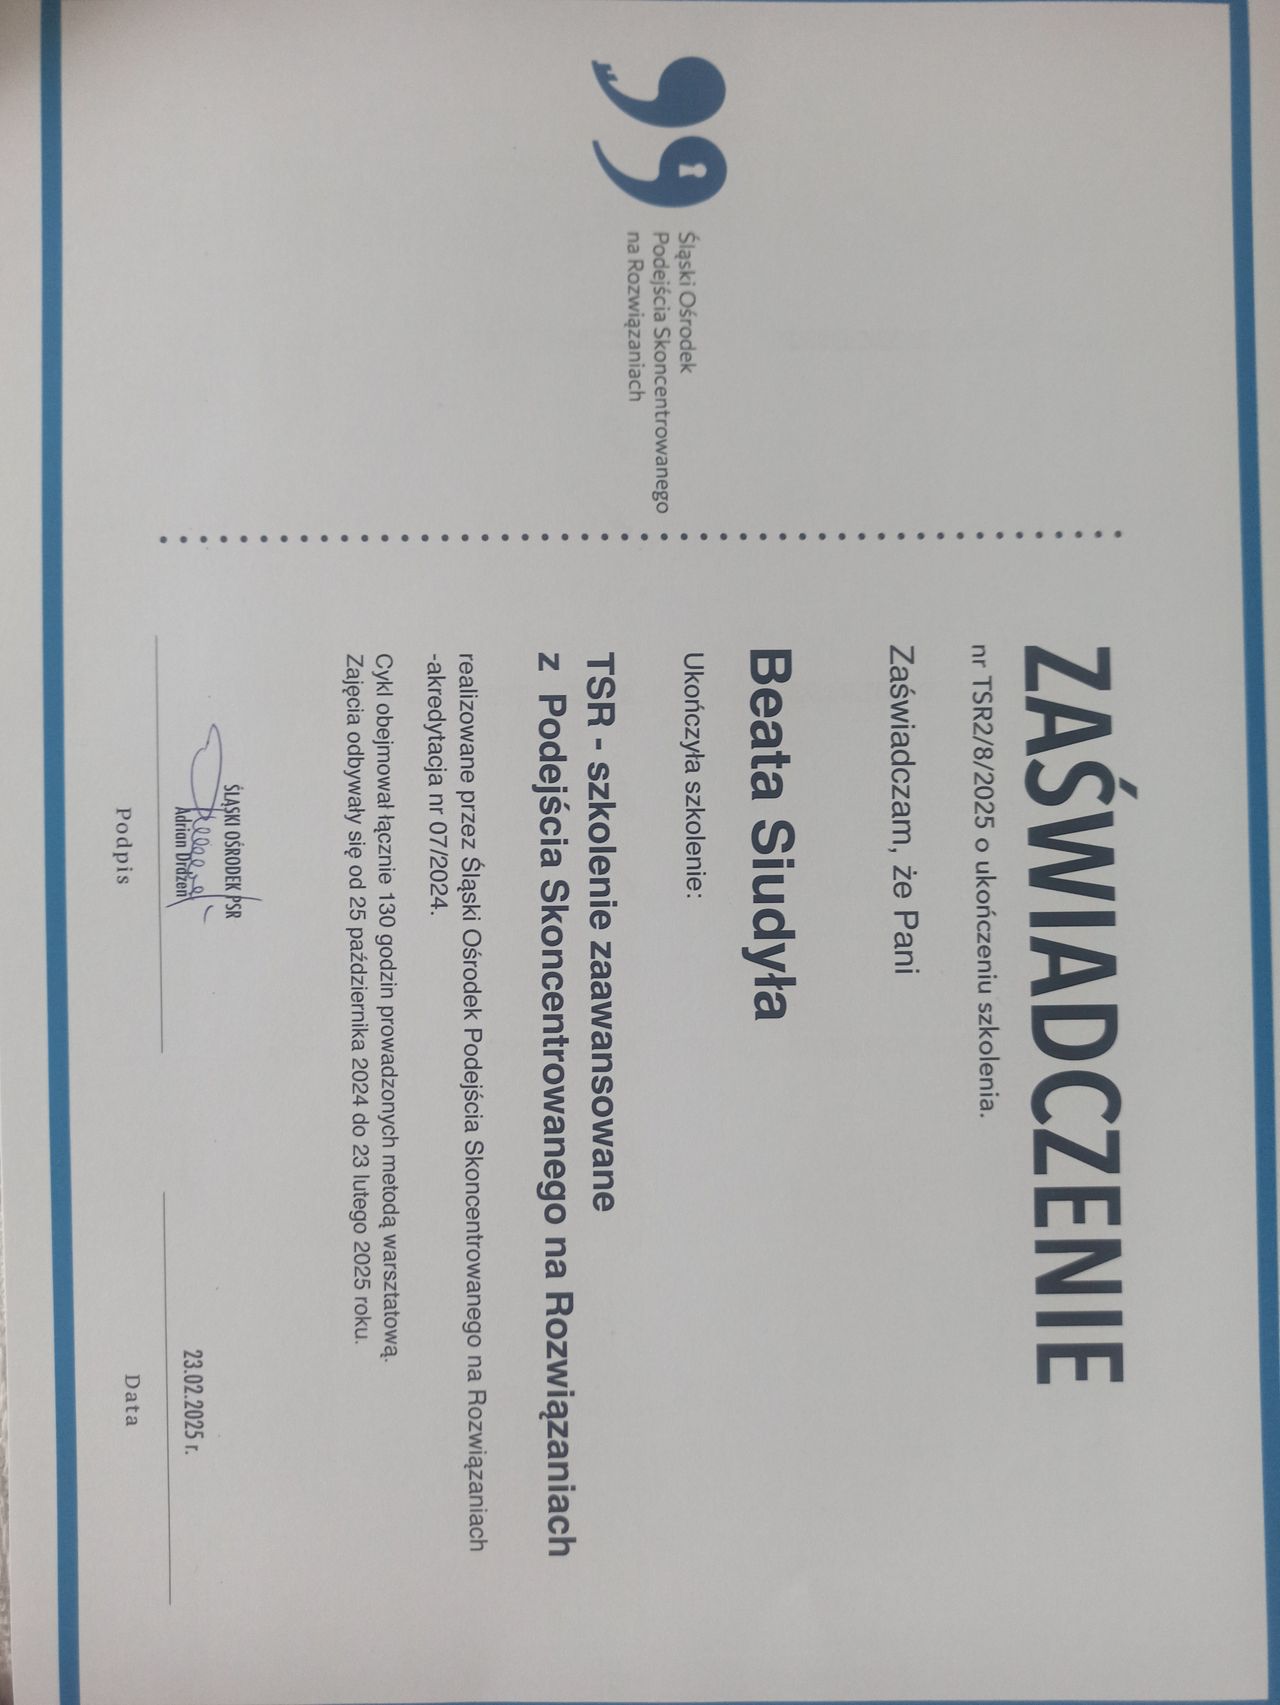 Śląski Ośrodek
Podejścia Skoncentrowanego
na Rozwiązaniach
ZAŚWIADCZENIE
nr TSR2/8/2025 o ukończeniu szkolenia.
Zaświadczam, że Pani
Beata Siudyła
Ukończyła szkolenie:
TSR - szkolenie zaawansowane
z Podejścia Skoncentrowanego na Rozwiązaniach
realizowane przez Śląski Ośrodek Podejścia Skoncentrowanego na Rozwiązaniach
-akredytacja nr 07/2024.
Cykl obejmował łącznie 130 godzin prowadzonych metodą warsztatową.
Zajęcia odbywały się od 25 października 2024 do 23 lutego 2025 roku.
ŚLĄSKI OŚRODEK PSR
Adrian Drdzeń
Podpis
23.02.2025 r.
Data